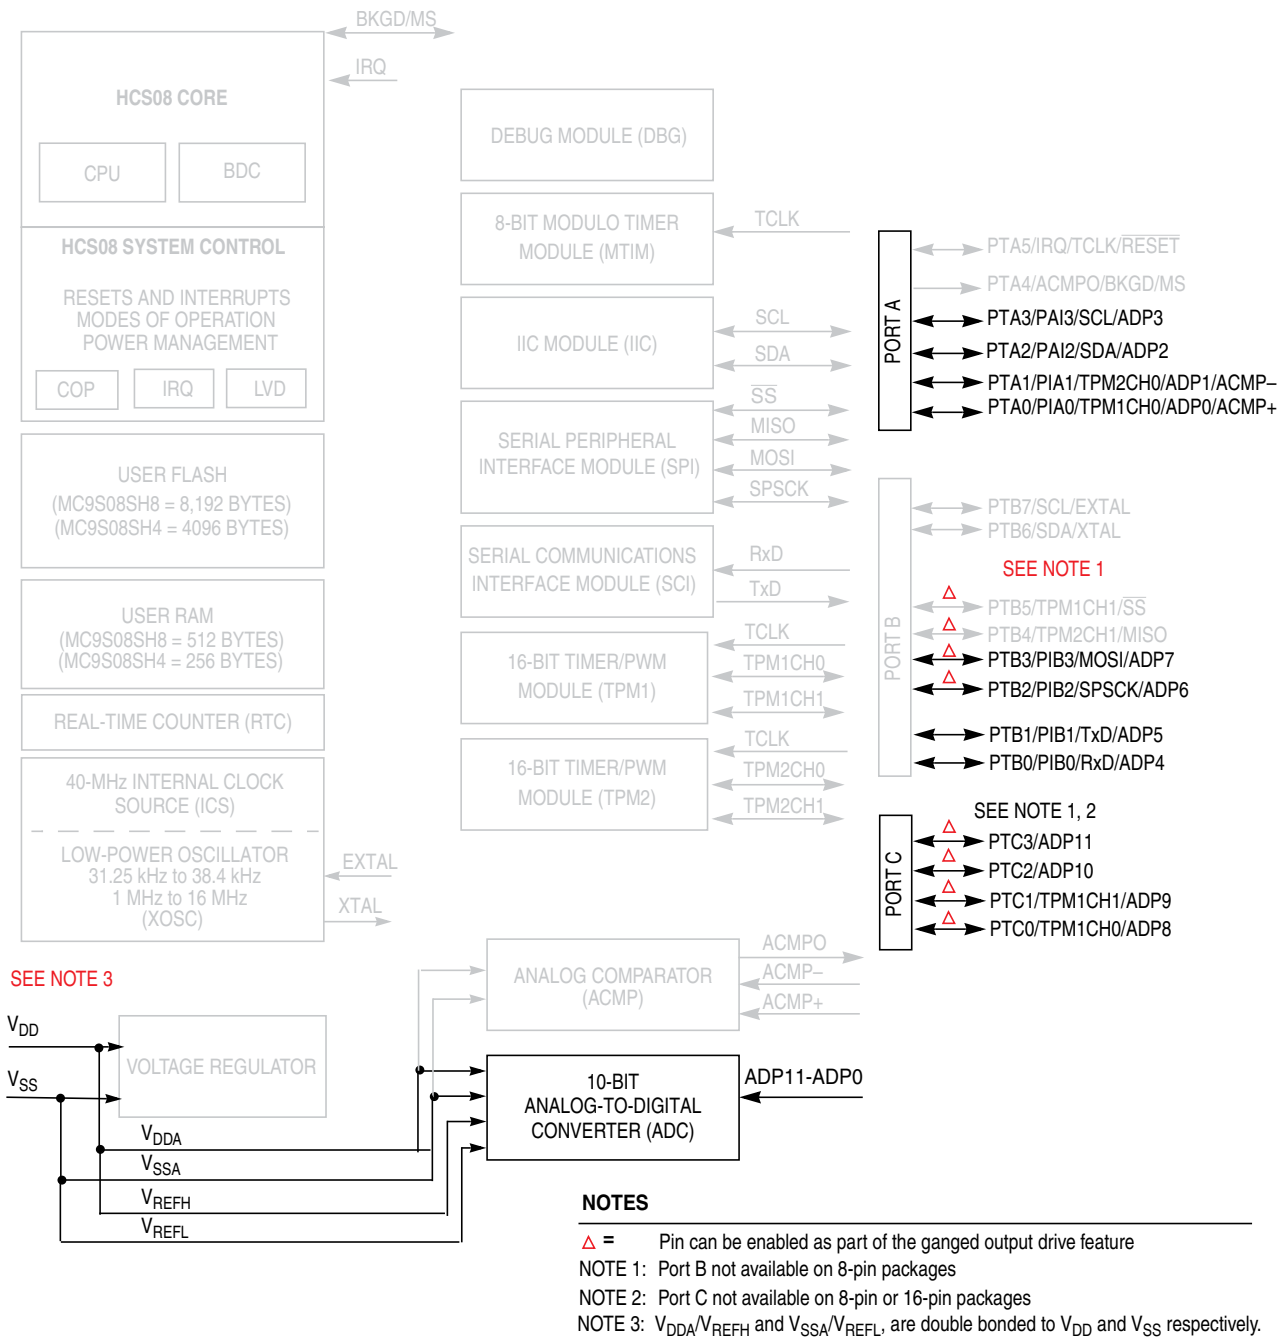 BKGD/MS
IRQ
HCS08 CORE
CPU
BDC
HCS08 SYSTEM CONTROL
RESETS AND INTERRUPTS
MODES OF OPERATION
POWER MANAGEMENT
COP
IRQ
LVD
USER FLASH
(MC9S08SH8 = 8,192 BYTES)
(MC9S08SH4 = 4096 BYTES)
USER RAM
(MC9S08SH8 = 512 BYTES)
(MC9S08SH4 = 256 BYTES)
REAL-TIME COUNTER (RTC)
40-MHz INTERNAL CLOCK
SOURCE (ICS)
LOW-POWER OSCILLATOR
31.25 kHz to 38.4 kHz
1 MHz to 16 MHz
(XOSC)
EXTAL
XTAL
DEBUG MODULE (DBG)
8-BIT MODULO TIMER
MODULE (MTIM)
TCLK
IIC MODULE (IIC)
SCL
SDA
SERIAL PERIPHERAL
INTERFACE MODULE (SPI)
SS
MISO
MOSI
SPSCK
SERIAL COMMUNICATIONS
INTERFACE MODULE (SCI)
RxD
TxD
16-BIT TIMER/PWM
MODULE (TPM1)
TCLK
TPM1CH0
TPM1CH1
16-BIT TIMER/PWM
MODULE (TPM2)
TCLK
TPM2CH0
TPM2CH1
PORT A
PTA5/IRQ/TCLK/RESET
PTA4/ACMPO/BKGD/MS
PTA3/PAI3/SCL/ADP3
PTA2/PAI2/SDA/ADP2
PTA1/PIA1/TPM2CH0/ADP1/ACMP–
PTA0/PIA0/TPM1CH0/ADP0/ACMP+
PORT B
PTB7/SCL/EXTAL
PTB6/SDA/XTAL
SEE NOTE 1
PTB5/TPM1CH1/SS
PTB4/TPM2CH1/MISO
PTB3/PIB3/MOSI/ADP7
PTB2/PIB2/SPSCK/ADP6
PTB1/PIB1/TxD/ADP5
PTB0/PIB0/RxD/ADP4
SEE NOTE 1, 2
PORT C
PTC3/ADP11
PTC2/ADP10
PTC1/TPM1CH1/ADP9
PTC0/TPM1CH0/ADP8
ANALOG COMPARATOR
(ACMP)
ACMPO
ACMP–
ACMP+
SEE NOTE 3
VDD
VSS
VOLTAGE REGULATOR
VDDA
VSSA
VREFH
VREFL
10-BIT
ANALOG-TO-DIGITAL
CONVERTER (ADC)
ADP11-ADP0
NOTES
△ = Pin can be enabled as part of the ganged output drive feature
NOTE 1: Port B not available on 8-pin packages
NOTE 2: Port C not available on 8-pin or 16-pin packages
NOTE 3: VDDA/VREFH and VSSA/VREFL, are double bonded to VDD and VSS respectively.